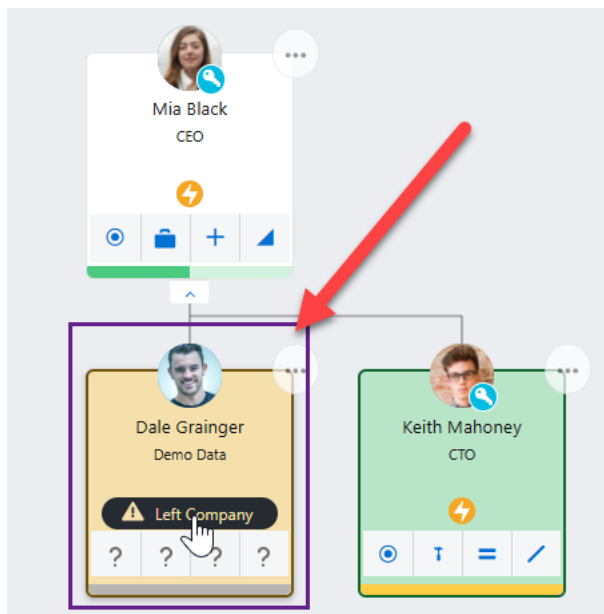 Mia Black
CEO
Dale Grainger
Demo Data
Left Company
? ? ? ?
Keith Mahoney
CTO